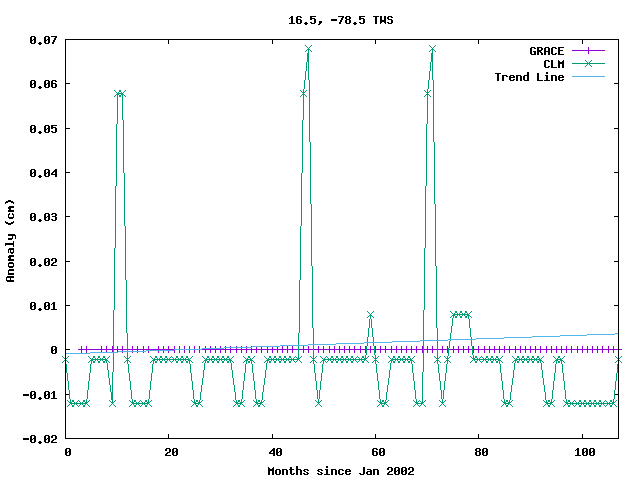 16.5, -78.5 TWS
0.07
0.06
0.05
0.04
0.03
0.02
0.01
0
-0.01
-0.02
Anomaly (cm)
GRACE
CLM
Trend Line
0 20 40 60 80 100
Months since Jan 2002